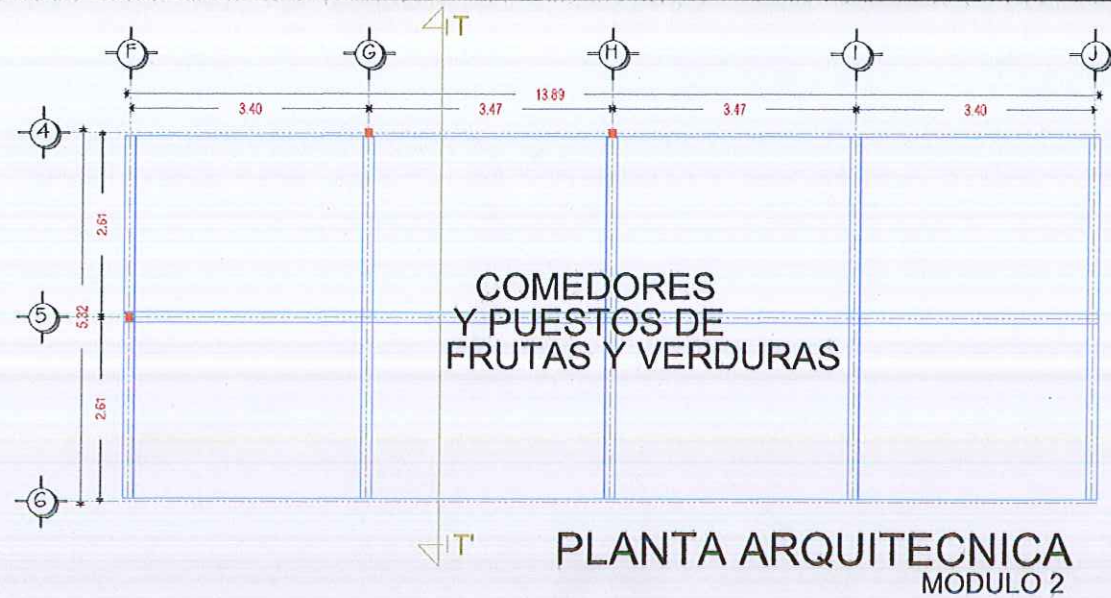 T
F
G
H
I
J
13.89
3.40
3.47
3.47
3.40
4
2.61
COMEDORES
Y PUESTOS DE
FRUTAS Y VERDURAS
5
5.32
2.61
6
T'
PLANTA ARQUITECNICA
MODULO 2